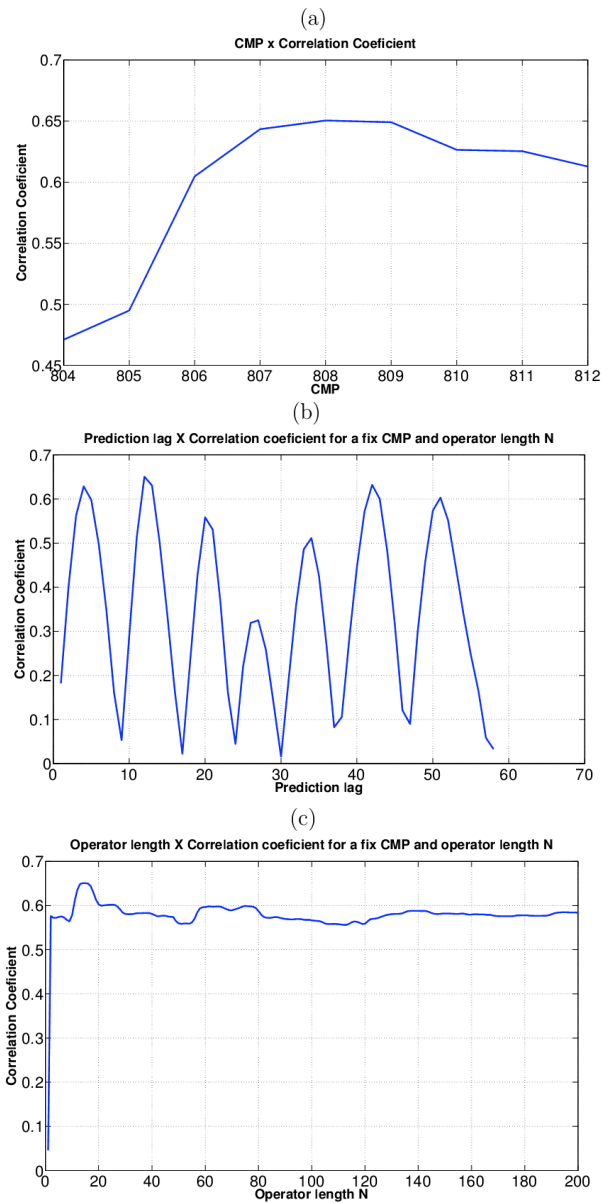 (a)
CMP x Correlation Coeficient
0.7
0.65
0.6
0.55
0.5
0.45
Correlation Coeficient
804 805 806 807 808 809 810 811 812
CMP
(b)
Prediction lag X Correlation coeficient for a fix CMP and operator length N
0.7
0.6
0.5
0.4
0.3
0.2
0.1
0
Correlation Coeficient
0 10 20 30 40 50 60 70
Prediction lag
(c)
Operator length X Correlation coeficient for a fix CMP and operator length N
0.7
0.6
0.5
0.4
0.3
0.2
0.1
0
Correlation Coeficient
0 20 40 60 80 100 120 140 160 180 200
Operator length N